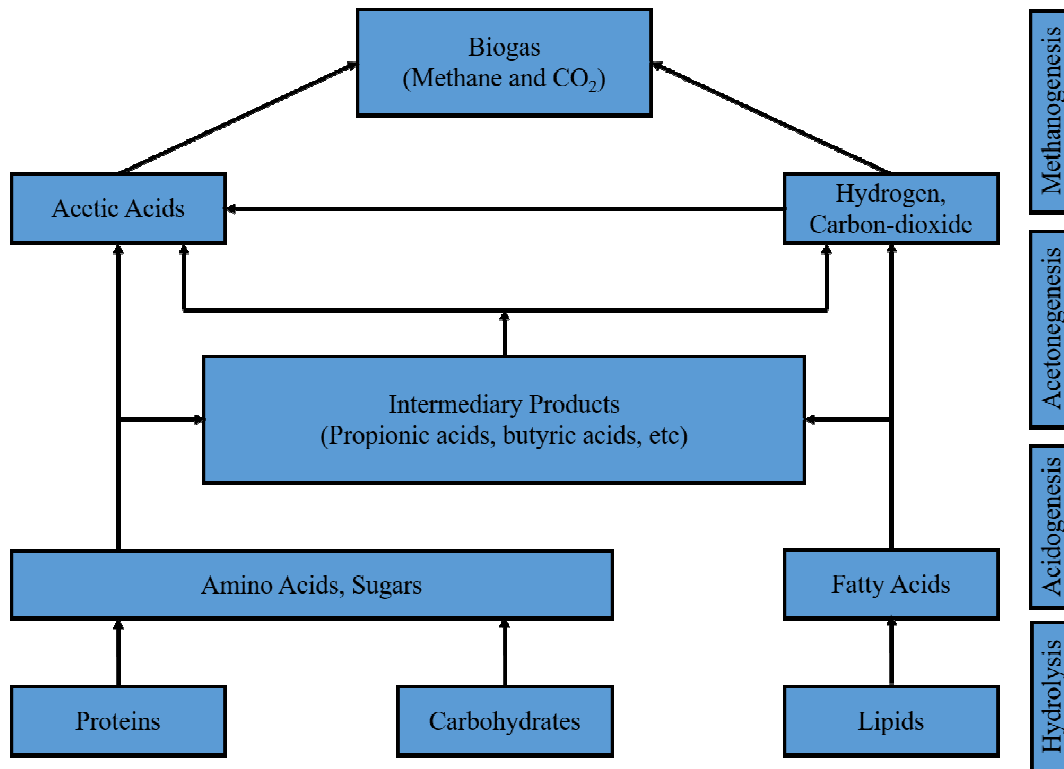 Biogas
(Methane and CO₂)
Methanogenesis
Acetic Acids
Hydrogen,
Carbon-dioxide
Acetonegenesis
Intermediary Products
(Propionic acids, butyric acids, etc)
Acidogenesis
Amino Acids, Sugars
Fatty Acids
Hydrolysis
Proteins
Carbohydrates
Lipids